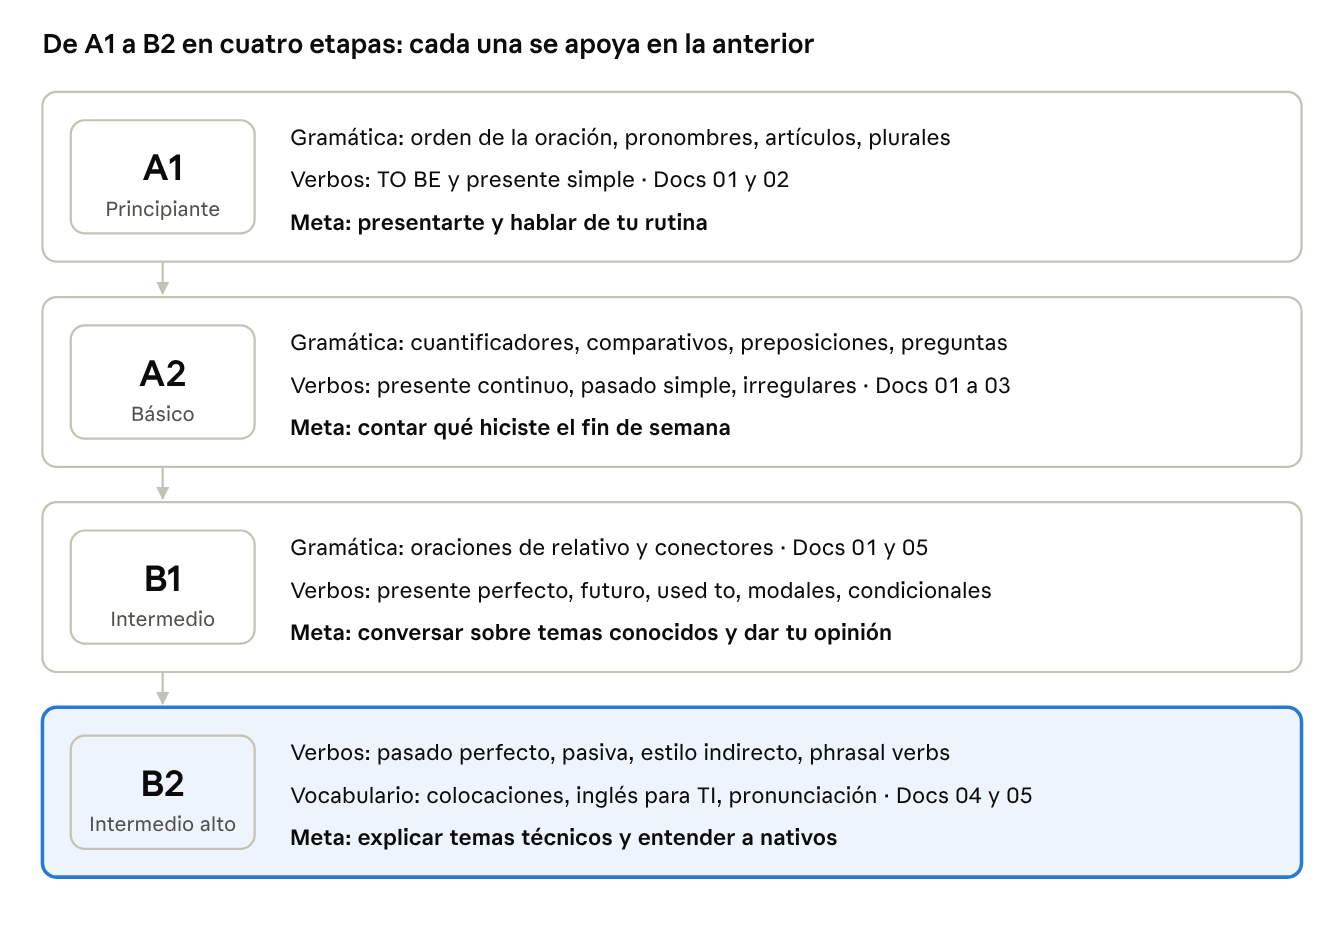 De A1 a B2 en cuatro etapas: cada una se apoya en la anterior
A1
Principiante
Gramática: orden de la oración, pronombres, artículos, plurales
Verbos: TO BE y presente simple · Docs 01 y 02
Meta: presentarte y hablar de tu rutina
A2
Básico
Gramática: cuantificadores, comparativos, preposiciones, preguntas
Verbos: presente continuo, pasado simple, irregulares · Docs 01 a 03
Meta: contar qué hiciste el fin de semana
B1
Intermedio
Gramática: oraciones de relativo y conectores · Docs 01 y 05
Verbos: presente perfecto, futuro, used to, modales, condicionales
Meta: conversar sobre temas conocidos y dar tu opinión
B2
Intermedio alto
Verbos: pasado perfecto, pasiva, estilo indirecto, phrasal verbs
Vocabulario: colocaciones, inglés para TI, pronunciación · Docs 04 y 05
Meta: explicar temas técnicos y entender a nativos